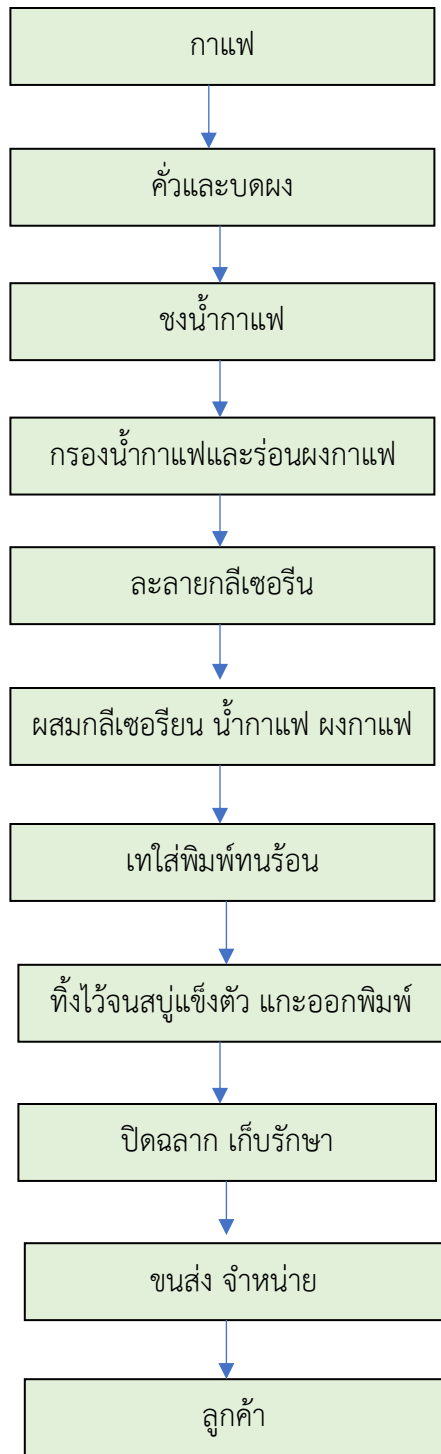 กาแฟ
คั่วและบดผง
ชงน้ำกาแฟ
กรองน้ำกาแฟและร่อนผงกาแฟ
ละลายกลีเซอรีน
ผสมกลีเซอรียน น้ำกาแฟ ผงกาแฟ
เทใส่พิมพ์ทนร้อน
ทิ้งไว้จนสบู่แข็งตัว แกะออกพิมพ์
ปิดฉลาก เก็บรักษา
ขนส่ง จำหน่าย
ลูกค้า